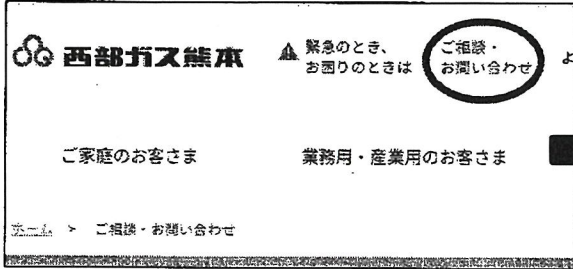 西部ガス熊本
緊急のとき、
お困りのときは
ご相談・
お問い合わせ
よ
ご家庭のお客さま
業務用・産業用のお客さま
ホーム > ご相談・お問い合わせ